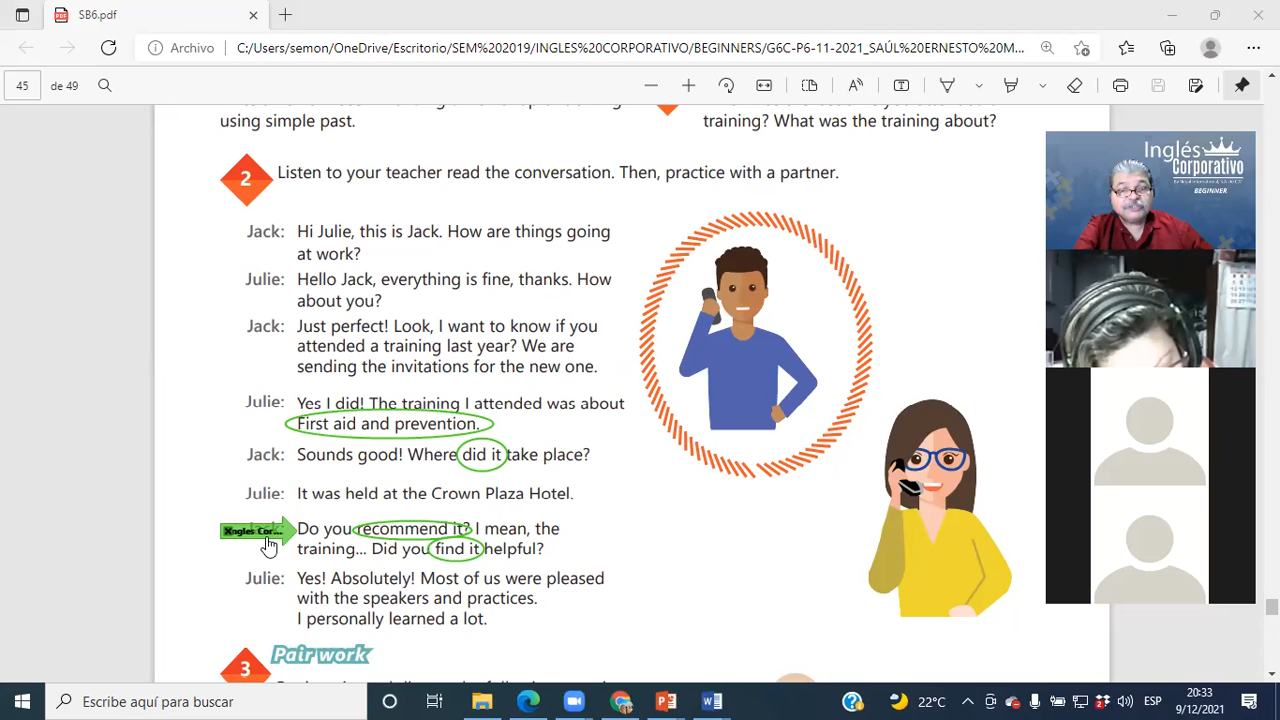 SB6.pdf
Archivo
C:/Users/semon/OneDrive/Escritorio/SEM%202019/INGLES%20CORPORATIVO/BEGINNERS/G6C-P6-11-2021_SAÚL%20ERNESTO%20M...
45 de 49
using simple past.
training? What was the training about?
2 Listen to your teacher read the conversation. Then, practice with a partner.
Jack: Hi Julie, this is Jack. How are things going
at work?
Julie: Hello Jack, everything is fine, thanks. How
about you?
Jack: Just perfect! Look, I want to know if you
attended a training last year? We are
sending the invitations for the new one.
Julie: Yes I did! The training I attended was about
First aid and prevention.
Jack: Sounds good! Where did it take place?
Julie: It was held at the Crown Plaza Hotel.
Ingles Cor...
Do you recommend it? I mean, the
training... Did you find it helpful?
Julie: Yes! Absolutely! Most of us were pleased
with the speakers and practices.
I personally learned a lot.
3 Pair work
Inglés
Corporativo
BEGINNER
Escribe aquí para buscar
22°C
ESP
20:33
9/12/2021